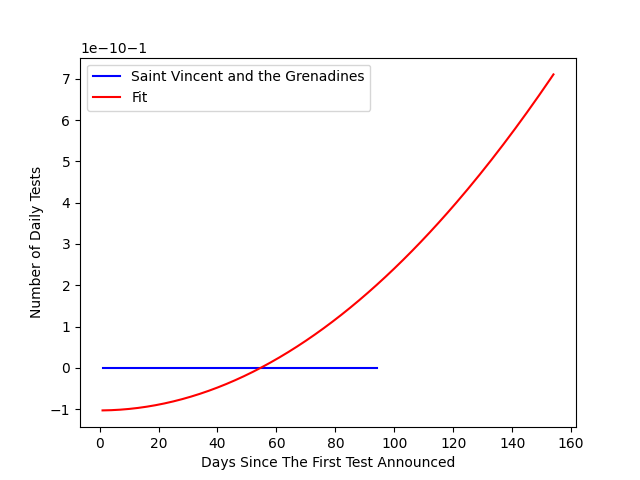 1e−10−1
7
6
5
4
3
2
1
0
−1
Number of Daily Tests
Saint Vincent and the Grenadines
Fit
0 20 40 60 80 100 120 140 160
Days Since The First Test Announced